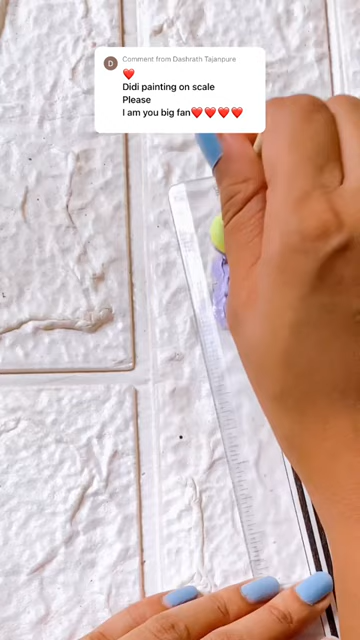 Comment from Dashrath Tajanpure
D
❤️
Didi painting on scale
Please
I am you big fan❤️❤️❤️❤️